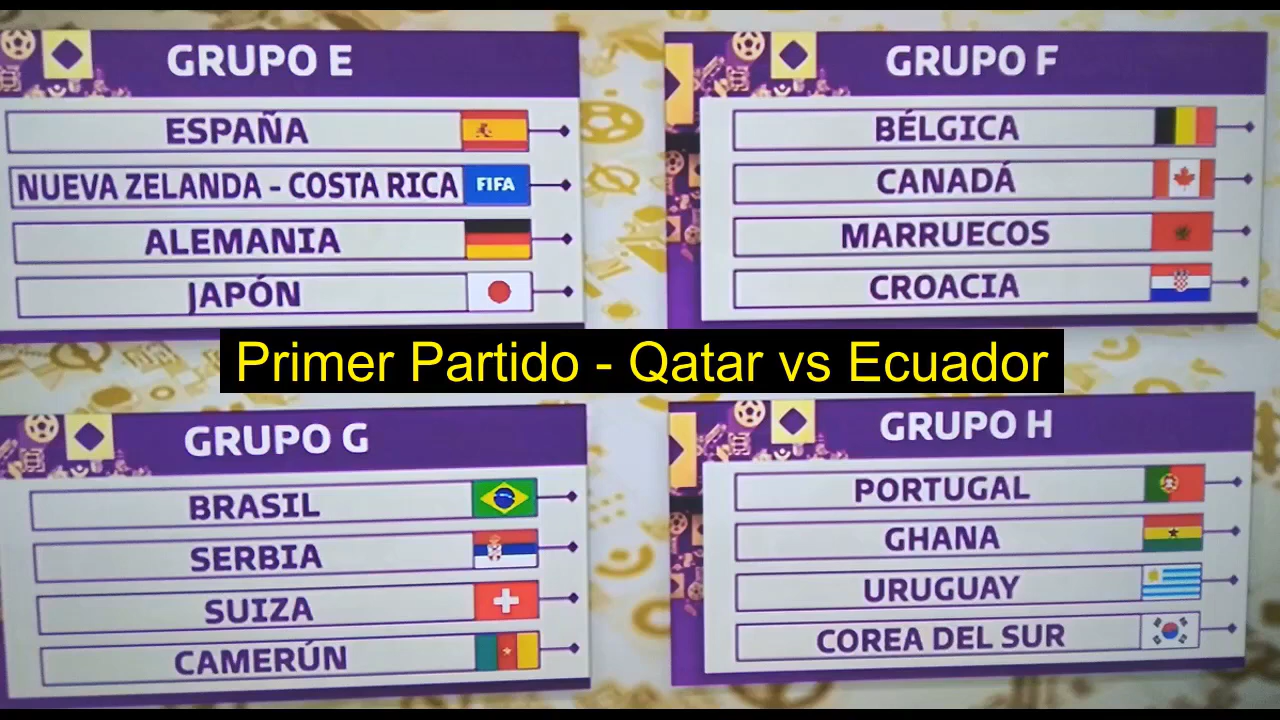 GRUPO E
ESPAÑA
NUEVA ZELANDA - COSTA RICA FIFA
ALEMANIA
JAPÓN
GRUPO F
BÉLGICA
CANADÁ
MARRUECOS
CROACIA
Primer Partido - Qatar vs Ecuador
GRUPO G
BRASIL
SERBIA
SUIZA
CAMERÚN
GRUPO H
PORTUGAL
GHANA
URUGUAY
COREA DEL SUR